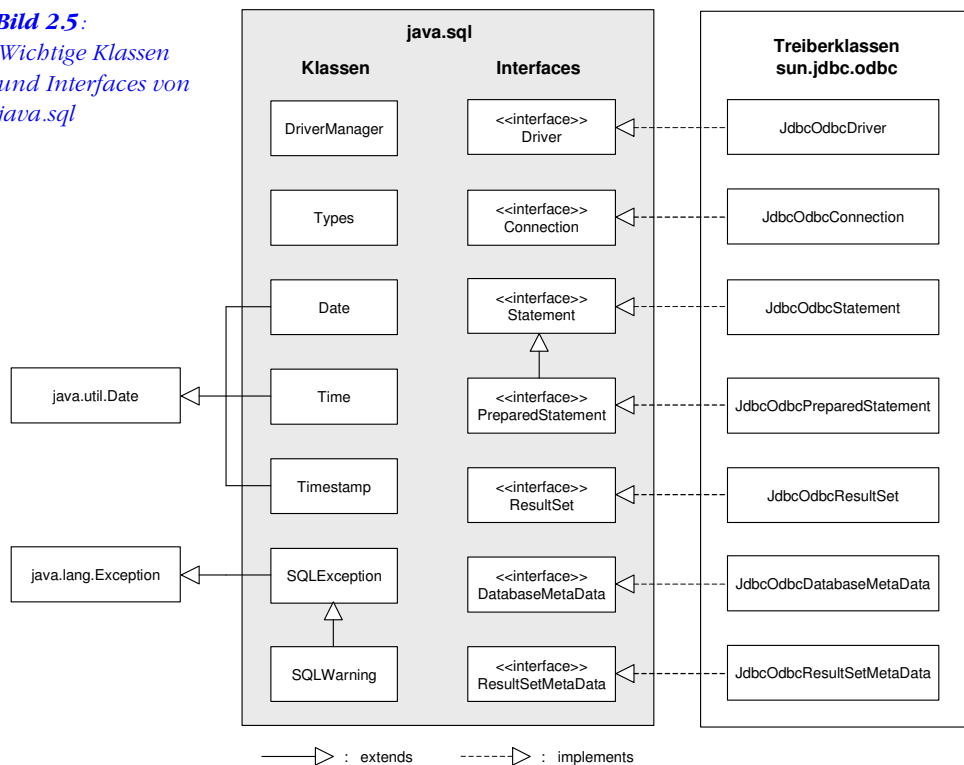 Bild 2.5:
Wichtige Klassen
und Interfaces von
java.sql
java.sql
Klassen
Interfaces
Treiberklassen
sun.jdbc.odbc
DriverManager
<<interface>>
Driver
JdbcOdbcDriver
Types
<<interface>>
Connection
JdbcOdbcConnection
Date
<<interface>>
Statement
JdbcOdbcStatement
java.util.Date
Time
<<interface>>
PreparedStatement
JdbcOdbcPreparedStatement
Timestamp
<<interface>>
ResultSet
JdbcOdbcResultSet
java.lang.Exception
SQLException
<<interface>>
DatabaseMetaData
JdbcOdbcDatabaseMetaData
SQLWarning
<<interface>>
ResultSetMetaData
JdbcOdbcResultSetMetaData
: extends
: implements